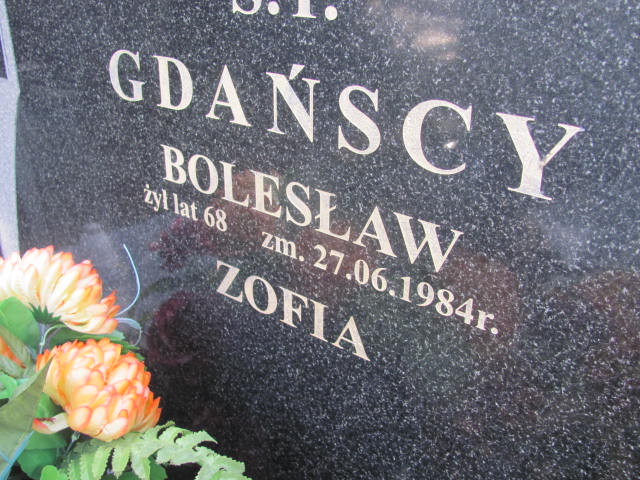 Ś.P.
GDAŃSCY
BOLESŁAW
żył lat 68 zm. 27.06.1984r.
ZOFIA